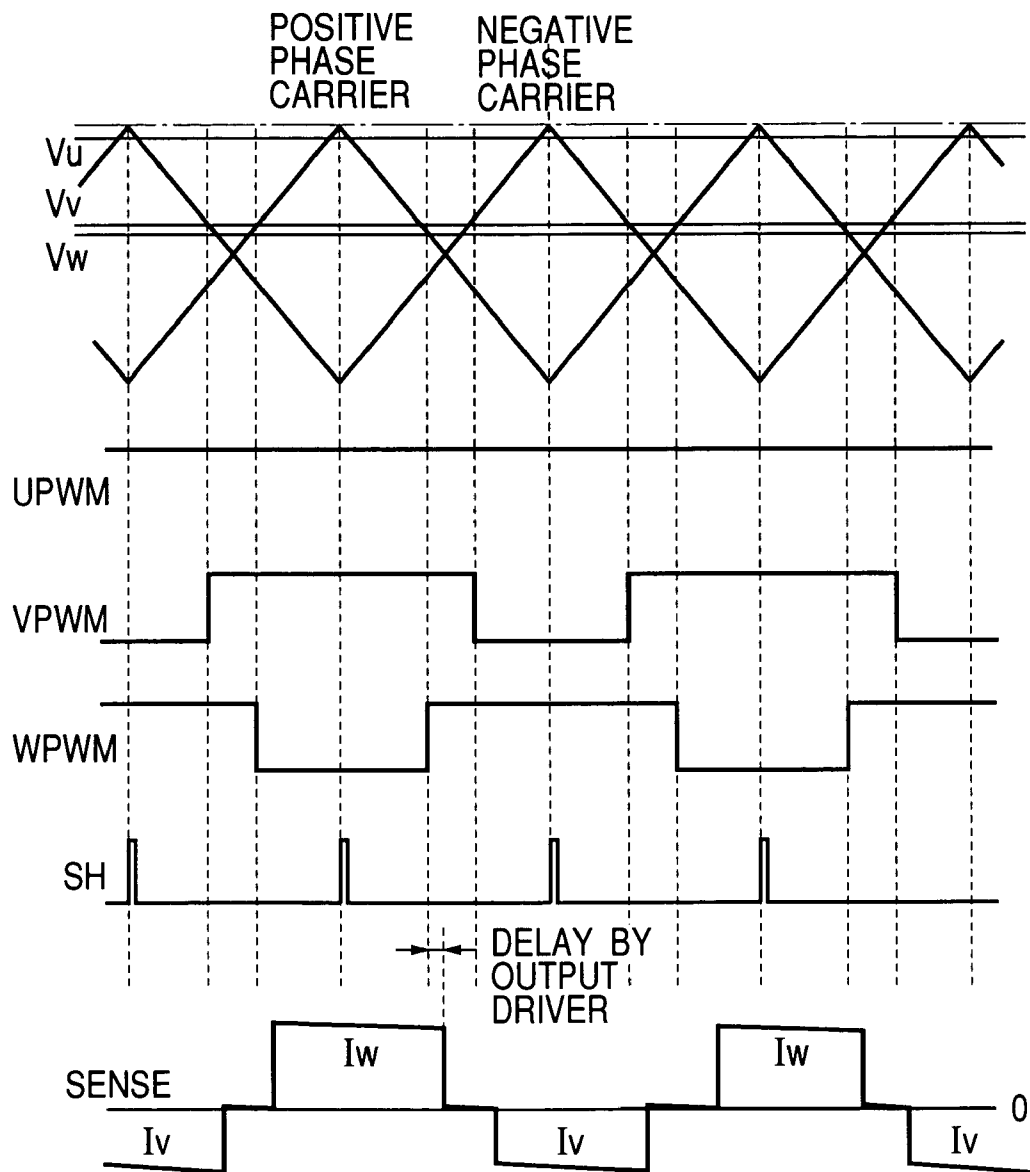 POSITIVE
PHASE
CARRIER
NEGATIVE
PHASE
CARRIER
Vu
Vv
Vw
UPWM
VPWM
WPWM
SH
DELAY BY
OUTPUT
DRIVER
SENSE
Iw
Iw
0
Iv
Iv
Iv